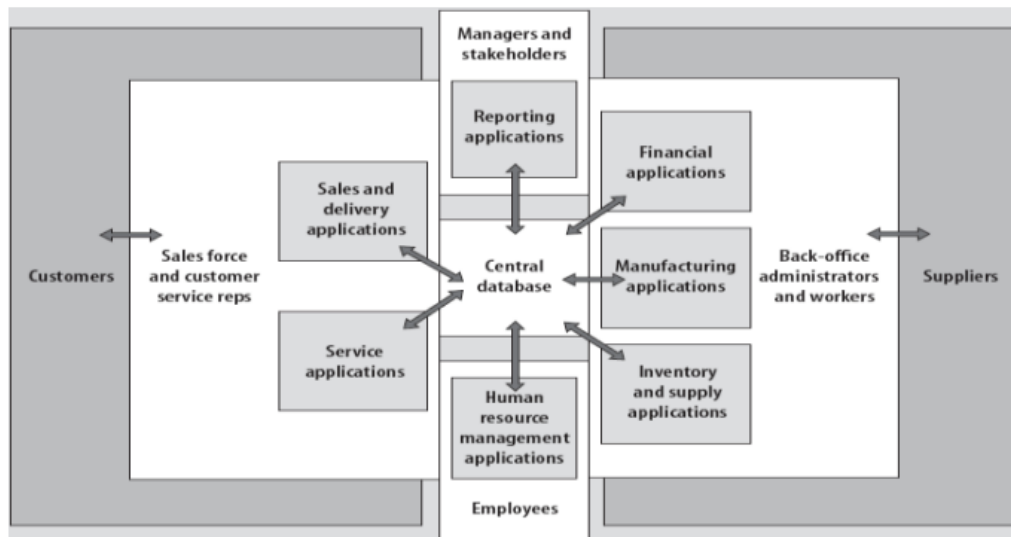 Managers and
stakeholders
Reporting
applications
Financial
applications
Sales and
delivery
applications
Customers
Sales force
and customer
service reps
Central
database
Manufacturing
applications
Back-office
administrators
and workers
Suppliers
Service
applications
Inventory
and supply
applications
Human
resource
management
applications
Employees